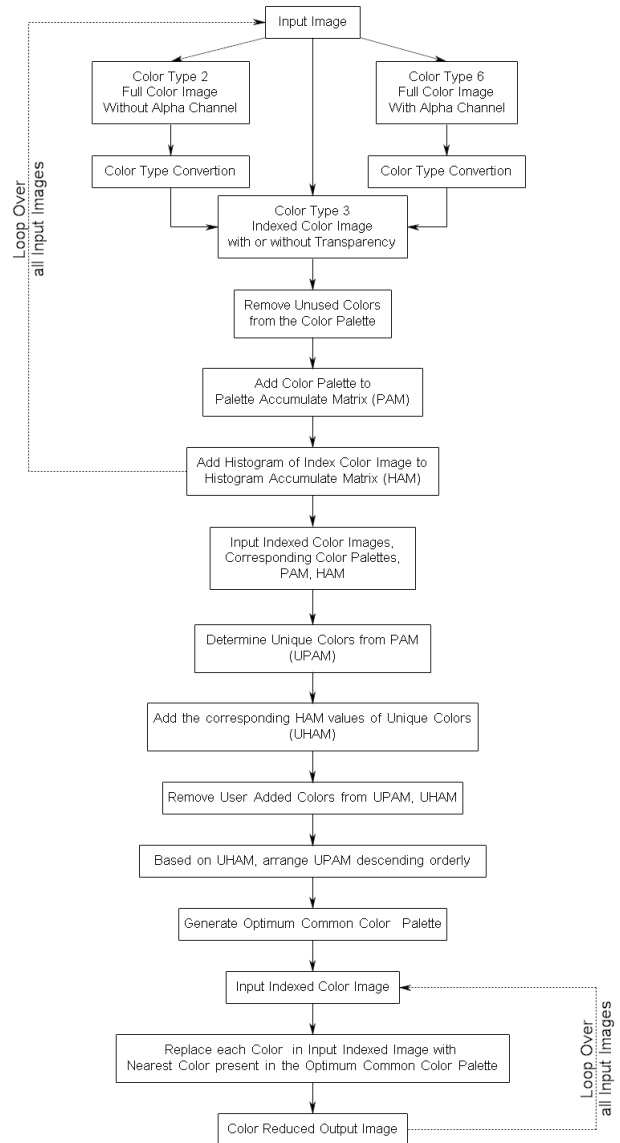 Input Image
Color Type 2
Full Color Image
Without Alpha Channel
Color Type 6
Full Color Image
With Alpha Channel
Color Type Convertion
Color Type Convertion
Color Type 3
Indexed Color Image
with or without Transparency
Loop Over
all Input Images
Remove Unused Colors
from the Color Palette
Add Color Palette to
Palette Accumulate Matrix (PAM)
Add Histogram of Index Color Image to
Histogram Accumulate Matrix (HAM)
Input Indexed Color Images,
Corresponding Color Palettes,
PAM, HAM
Determine Unique Colors from PAM
(UPAM)
Add the corresponding HAM values of Unique Colors
(UHAM)
Remove User Added Colors from UPAM, UHAM
Based on UHAM, arrange UPAM descending orderly
Generate Optimum Common Color Palette
Input Indexed Color Image
Replace each Color in Input Indexed Image with
Nearest Color present in the Optimum Common Color Palette
Color Reduced Output Image
Loop Over
all Input Images